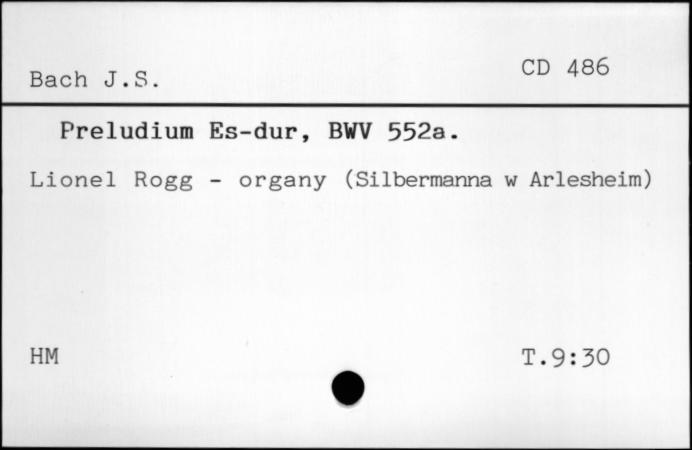 Bach J.S.
CD 486
Preludium Es-dur, BWV 552a.
Lionel Rogg - organy (Silbermanna w Arlesheim)
HM
T.9:30